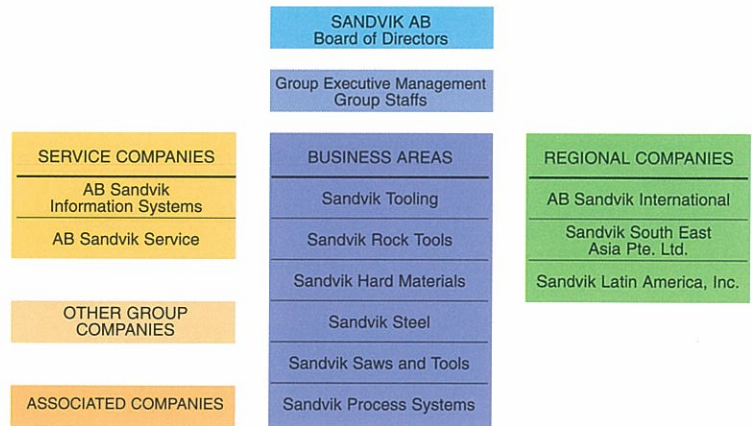 SANDVIK AB
Board of Directors
Group Executive Management
Group Staffs
SERVICE COMPANIES
AB Sandvik
Information Systems
AB Sandvik Service
OTHER GROUP
COMPANIES
ASSOCIATED COMPANIES
BUSINESS AREAS
Sandvik Tooling
Sandvik Rock Tools
Sandvik Hard Materials
Sandvik Steel
Sandvik Saws and Tools
Sandvik Process Systems
REGIONAL COMPANIES
AB Sandvik International
Sandvik South East
Asia Pte. Ltd.
Sandvik Latin America, Inc.